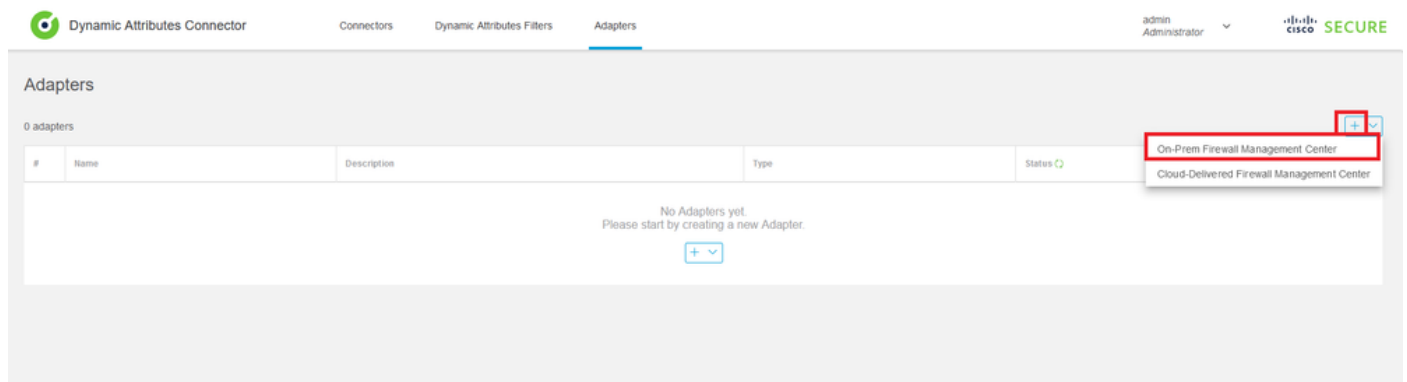 Dynamic Attributes Connector
Connectors
Dynamic Attributes Filters
Adapters
admin
Administrator
cisco SECURE
Adapters
0 adapters
On-Prem Firewall Management Center
Cloud-Delivered Firewall Management Center
# Name Description Type Status
No Adapters yet.
Please start by creating a new Adapter.